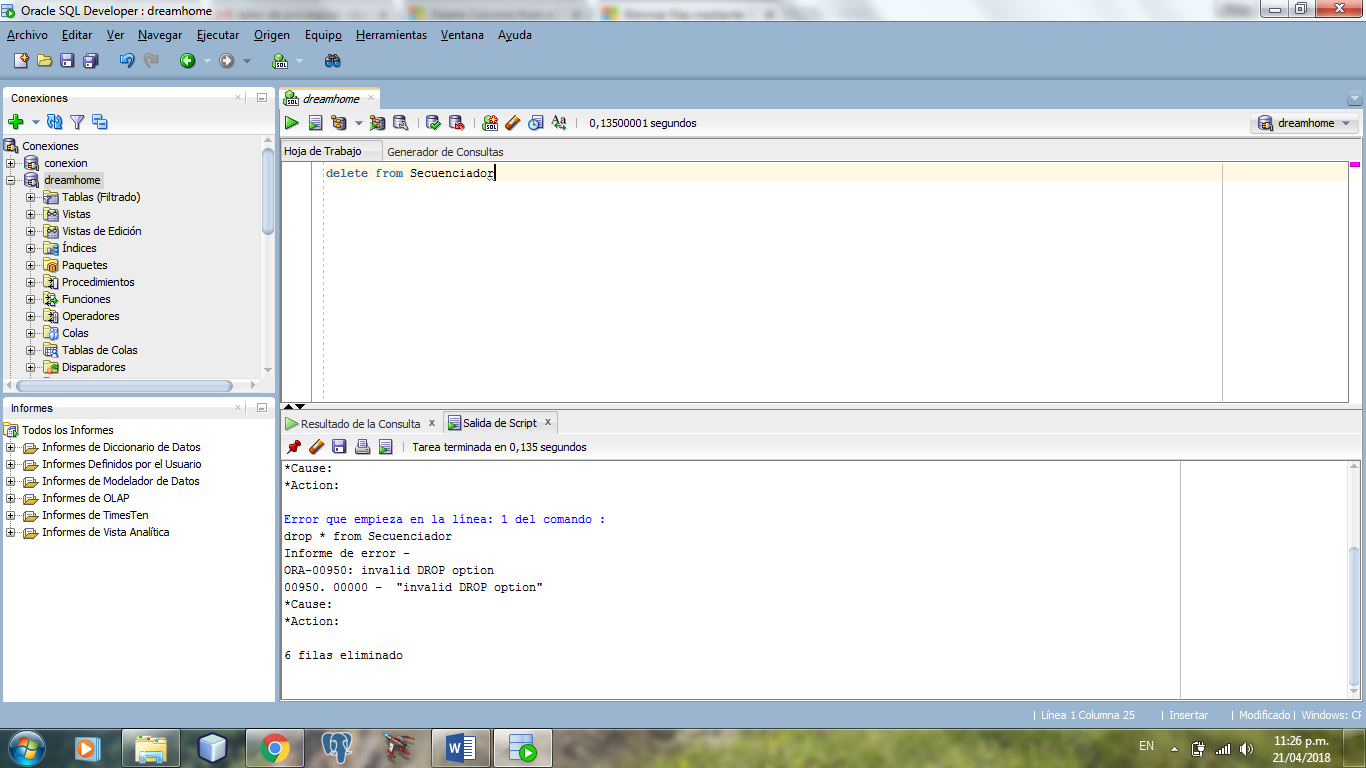 Oracle SQL Developer : dreamhome
Archivo Editar Ver Navegar Ejecutar Origen Equipo Herramientas Ventana Ayuda
Conexiones
Conexiones
conexion
dreamhome
Tablas (Filtrado)
Vistas
Vistas de Edición
Índices
Paquetes
Procedimientos
Funciones
Operadores
Colas
Tablas de Colas
Disparadores
Informes
Todos los Informes
Informes de Diccionario de Datos
Informes Definidos por el Usuario
Informes de Modelador de Datos
Informes de OLAP
Informes de TimesTen
Informes de Vista Analítica
dreamhome
0,13500001 segundos
dreamhome
Hoja de Trabajo Generador de Consultas
delete from Secuenciador
Resultado de la Consulta x Salida de Script x
Tarea terminada en 0,135 segundos
*Cause:
*Action:
Error que empieza en la línea: 1 del comando :
drop * from Secuenciador
Informe de error -
ORA-00950: invalid DROP option
00950. 00000 - "invalid DROP option"
*Cause:
*Action:
6 filas eliminado
| Línea 1 Columna 25 | Insertar | Modificado | Windows: CR
EN
11:26 p.m.
21/04/2018